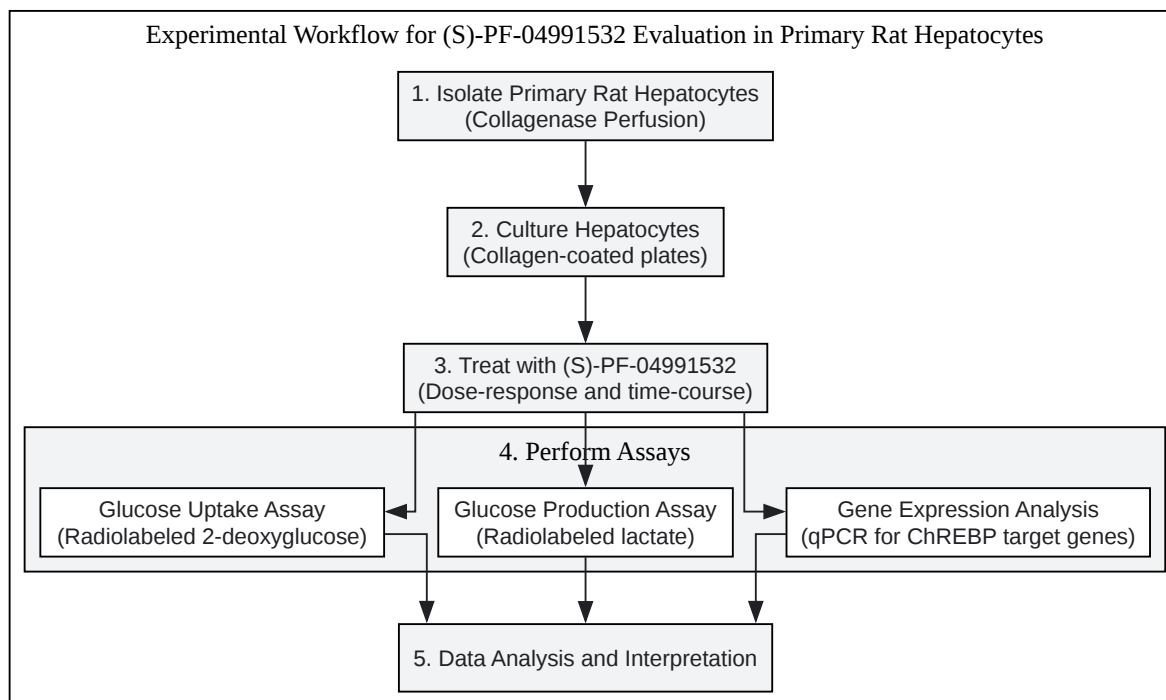 Experimental Workflow for (S)-PF-04991532 Evaluation in Primary Rat Hepatocytes
1. Isolate Primary Rat Hepatocytes
(Collagenase Perfusion)
2. Culture Hepatocytes
(Collagen-coated plates)
3. Treat with (S)-PF-04991532
(Dose-response and time-course)
4. Perform Assays
Glucose Uptake Assay
(Radiolabeled 2-deoxyglucose)
Glucose Production Assay
(Radiolabeled lactate)
Gene Expression Analysis
(qPCR for ChREBP target genes)
5. Data Analysis and Interpretation